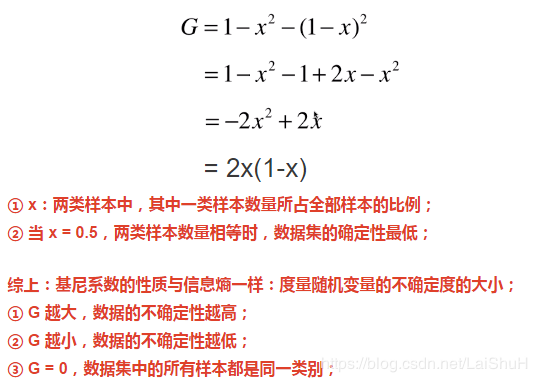 G = 1 − x² − (1 − x)²
= 1 − x² − 1 + 2x − x²
= −2x² + 2x
= 2x(1-x)
① x：两类样本中，其中一类样本数量所占全部样本的比例；
② 当 x = 0.5，两类样本数量相等时，数据集的确定性最低；
综上：基尼系数的性质与信息熵一样：度量随机变量的不确定度的大小；
① G 越大，数据的不确定性越高；
② G 越小，数据的不确定性越低；
③ G = 0，数据集中的所有样本都是同一类别；
https://blog.csdn.net/LaiShuH